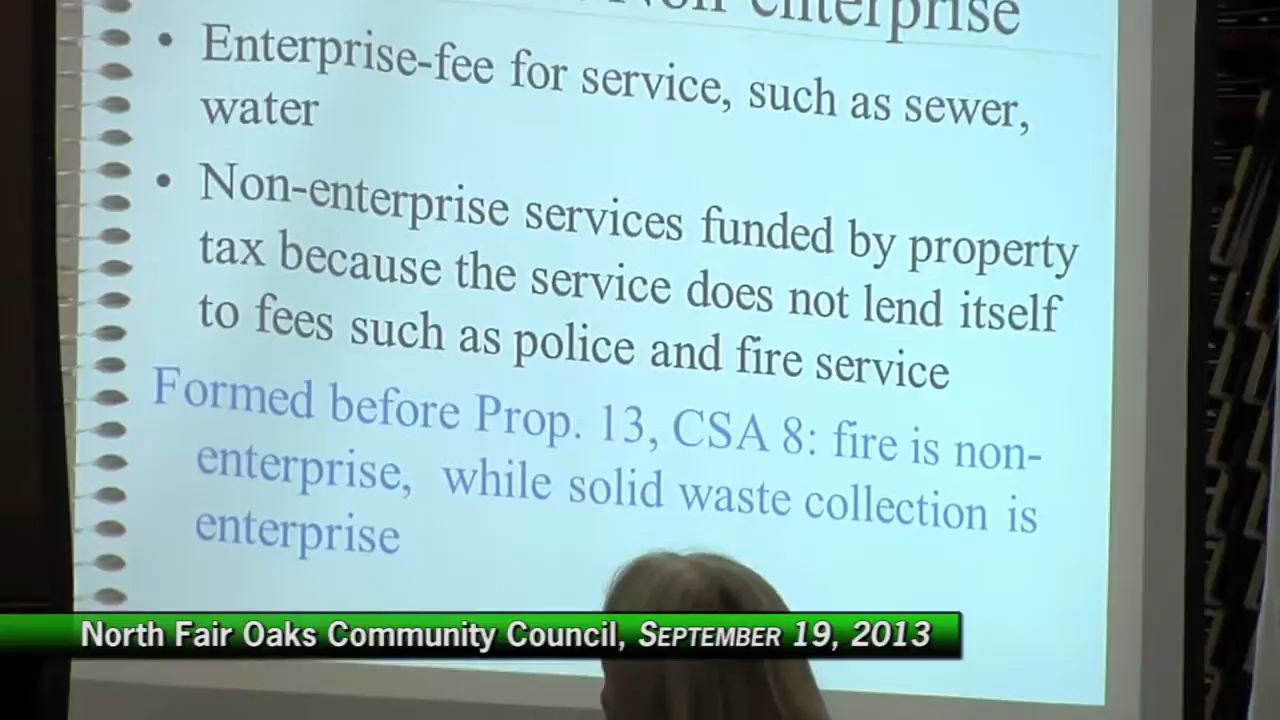 Non enterprise
• Enterprise-fee for service, such as sewer,
water
• Non-enterprise services funded by property
tax because the service does not lend itself
to fees such as police and fire service
Formed before Prop. 13, CSA 8: fire is non-
enterprise, while solid waste collection is
enterprise
North Fair Oaks Community Council, SEPTEMBER 19, 2013